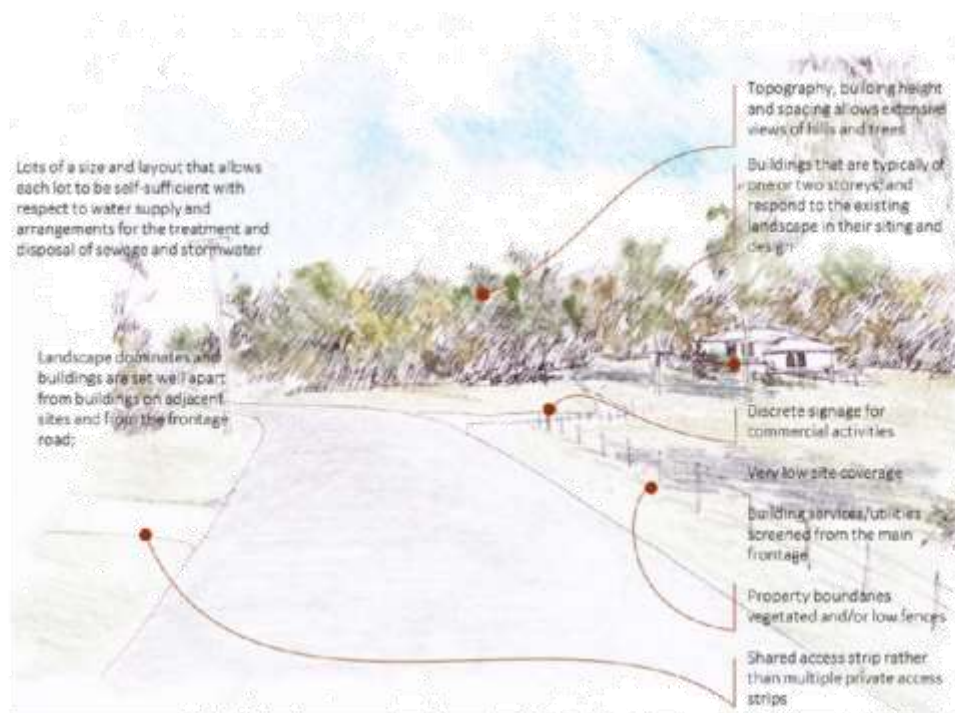 Topography, building height
and spacing allows extensive
views of hills and trees
Lots of a size and layout that allows
each lot to be self-sufficient with
respect to water supply and
arrangements for the treatment and
disposal of sewage and stormwater
Buildings that are typically of
one or two storeys, and
respond to the existing
landscape in their siting and
design
Landscape dominates and
buildings are set well apart
from buildings on adjacent
sites and from the frontage
road;
Discrete signage for
commercial activities
Very low site coverage
Building services/utilities
screened from the main
frontage
Property boundaries
vegetated and/or low fences
Shared access strip rather
than multiple private access
strips